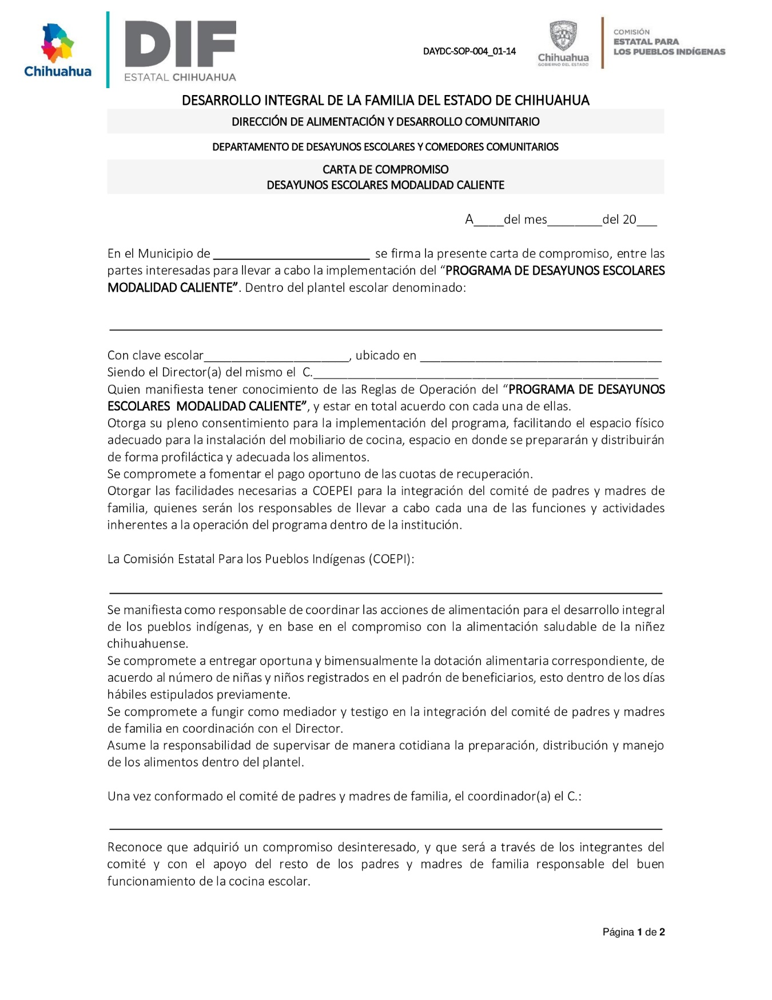 Chihuahua
DIF
ESTATAL CHIHUAHUA
DAYDC-SOP-004_01-14
Chihuahua
GOBIERNO DEL ESTADO
COMISIÓN
ESTATAL PARA
LOS PUEBLOS INDÍGENAS
DESARROLLO INTEGRAL DE LA FAMILIA DEL ESTADO DE CHIHUAHUA
DIRECCIÓN DE ALIMENTACIÓN Y DESARROLLO COMUNITARIO
DEPARTAMENTO DE DESAYUNOS ESCOLARES Y COMEDORES COMUNITARIOS
CARTA DE COMPROMISO
DESAYUNOS ESCOLARES MODALIDAD CALIENTE
A____del mes________del 20___
En el Municipio de ______________________ se firma la presente carta de compromiso, entre las
partes interesadas para llevar a cabo la implementación del “PROGRAMA DE DESAYUNOS ESCOLARES
MODALIDAD CALIENTE”. Dentro del plantel escolar denominado:
Con clave escolar_____________________, ubicado en ___________________________________
Siendo el Director(a) del mismo el C.__________________________________________________
Quien manifiesta tener conocimiento de las Reglas de Operación del “PROGRAMA DE DESAYUNOS
ESCOLARES MODALIDAD CALIENTE”, y estar en total acuerdo con cada una de ellas.
Otorga su pleno consentimiento para la implementación del programa, facilitando el espacio físico
adecuado para la instalación del mobiliario de cocina, espacio en donde se prepararán y distribuirán
de forma profiláctica y adecuada los alimentos.
Se compromete a fomentar el pago oportuno de las cuotas de recuperación.
Otorgar las facilidades necesarias a COEPEI para la integración del comité de padres y madres de
familia, quienes serán los responsables de llevar a cabo cada una de las funciones y actividades
inherentes a la operación del programa dentro de la institución.
La Comisión Estatal Para los Pueblos Indígenas (COEPI):
Se manifiesta como responsable de coordinar las acciones de alimentación para el desarrollo integral
de los pueblos indígenas, y en base en el compromiso con la alimentación saludable de la niñez
chihuahuense.
Se compromete a entregar oportuna y bimensualmente la dotación alimentaria correspondiente, de
acuerdo al número de niñas y niños registrados en el padrón de beneficiarios, esto dentro de los días
hábiles estipulados previamente.
Se compromete a fungir como mediador y testigo en la integración del comité de padres y madres
de familia en coordinación con el Director.
Asume la responsabilidad de supervisar de manera cotidiana la preparación, distribución y manejo
de los alimentos dentro del plantel.
Una vez conformado el comité de padres y madres de familia, el coordinador(a) el C.:
Reconoce que adquirió un compromiso desinteresado, y que será a través de los integrantes del
comité y con el apoyo del resto de los padres y madres de familia responsable del buen
funcionamiento de la cocina escolar.
Página 1 de 2